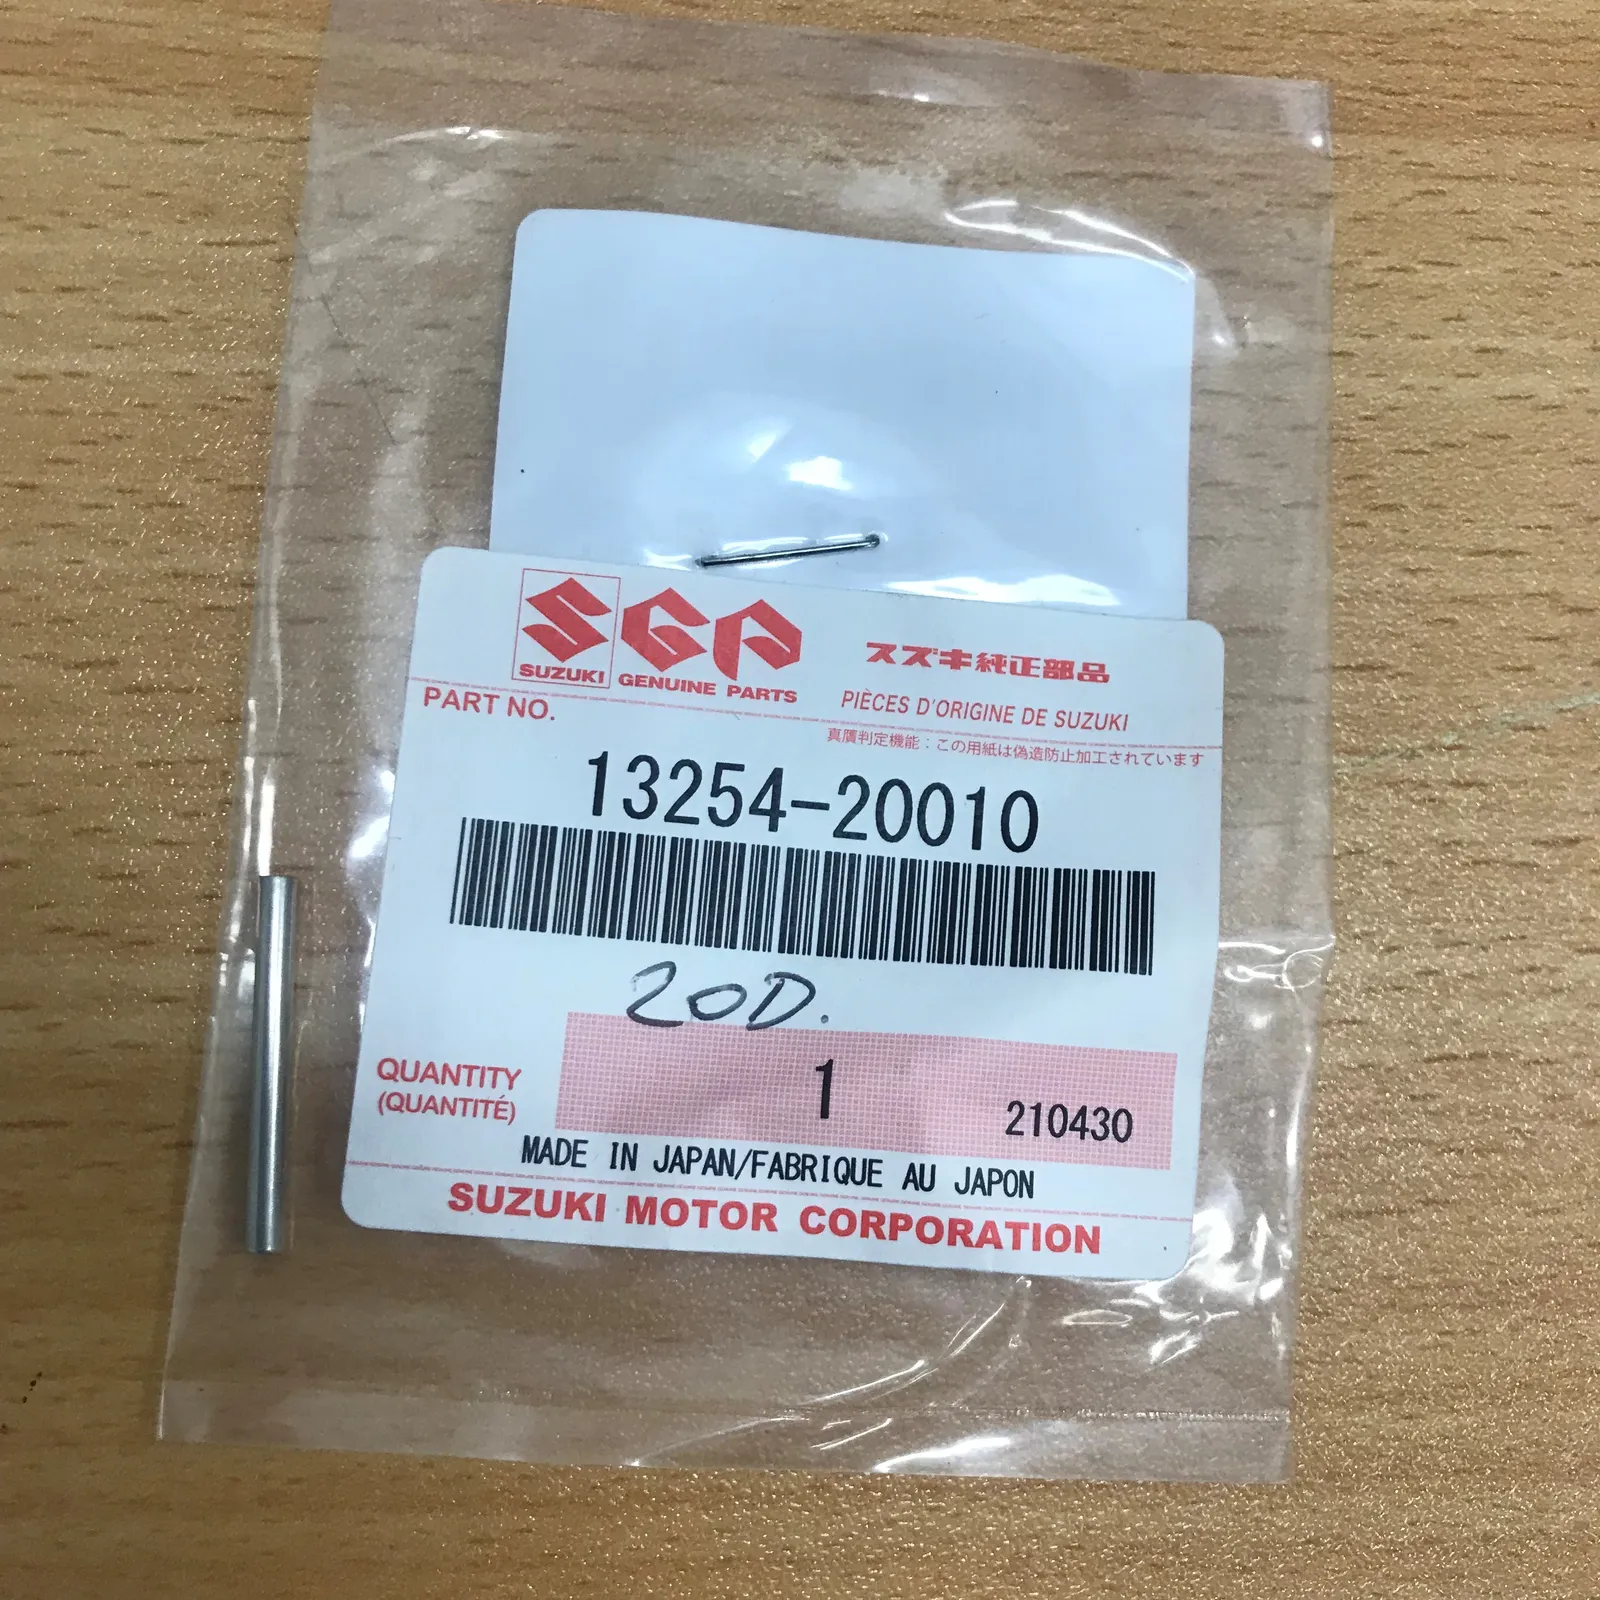 SGP
SUZUKI GENUINE PARTS
スズキ純正部品
PIÈCES D'ORIGINE DE SUZUKI
PART NO.
真贋判定機能：この用紙は偽造防止加工されています
13254-20010
20D.
QUANTITY
(QUANTITÉ)
1
210430
MADE IN JAPAN/FABRIQUE AU JAPON
SUZUKI MOTOR CORPORATION